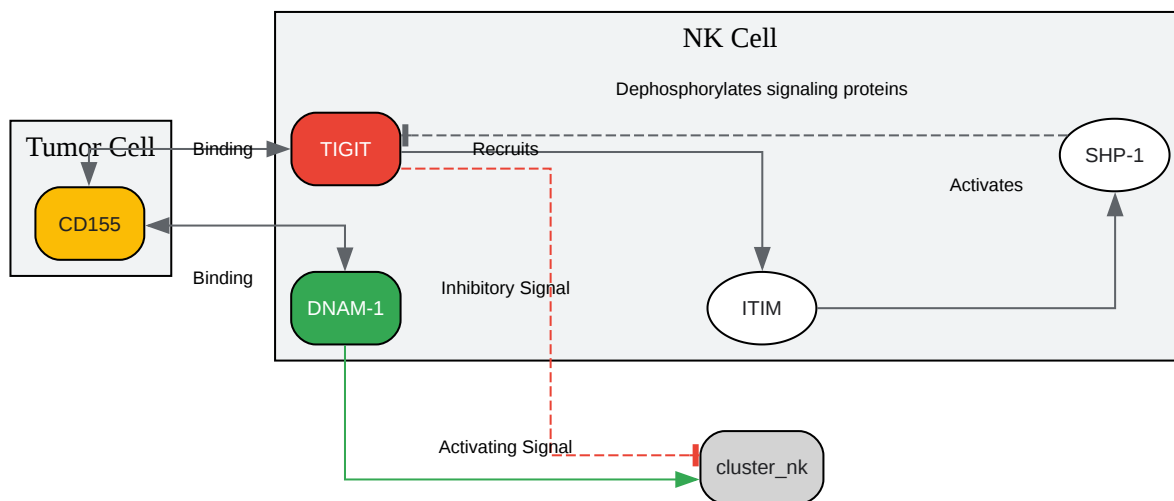 NK Cell
Dephosphorylates signaling proteins
Tumor Cell
Binding
TIGIT
Recruits
SHP-1
Activates
CD155
Binding
Inhibitory Signal
DNAM-1
ITIM
Activating Signal
cluster_nk